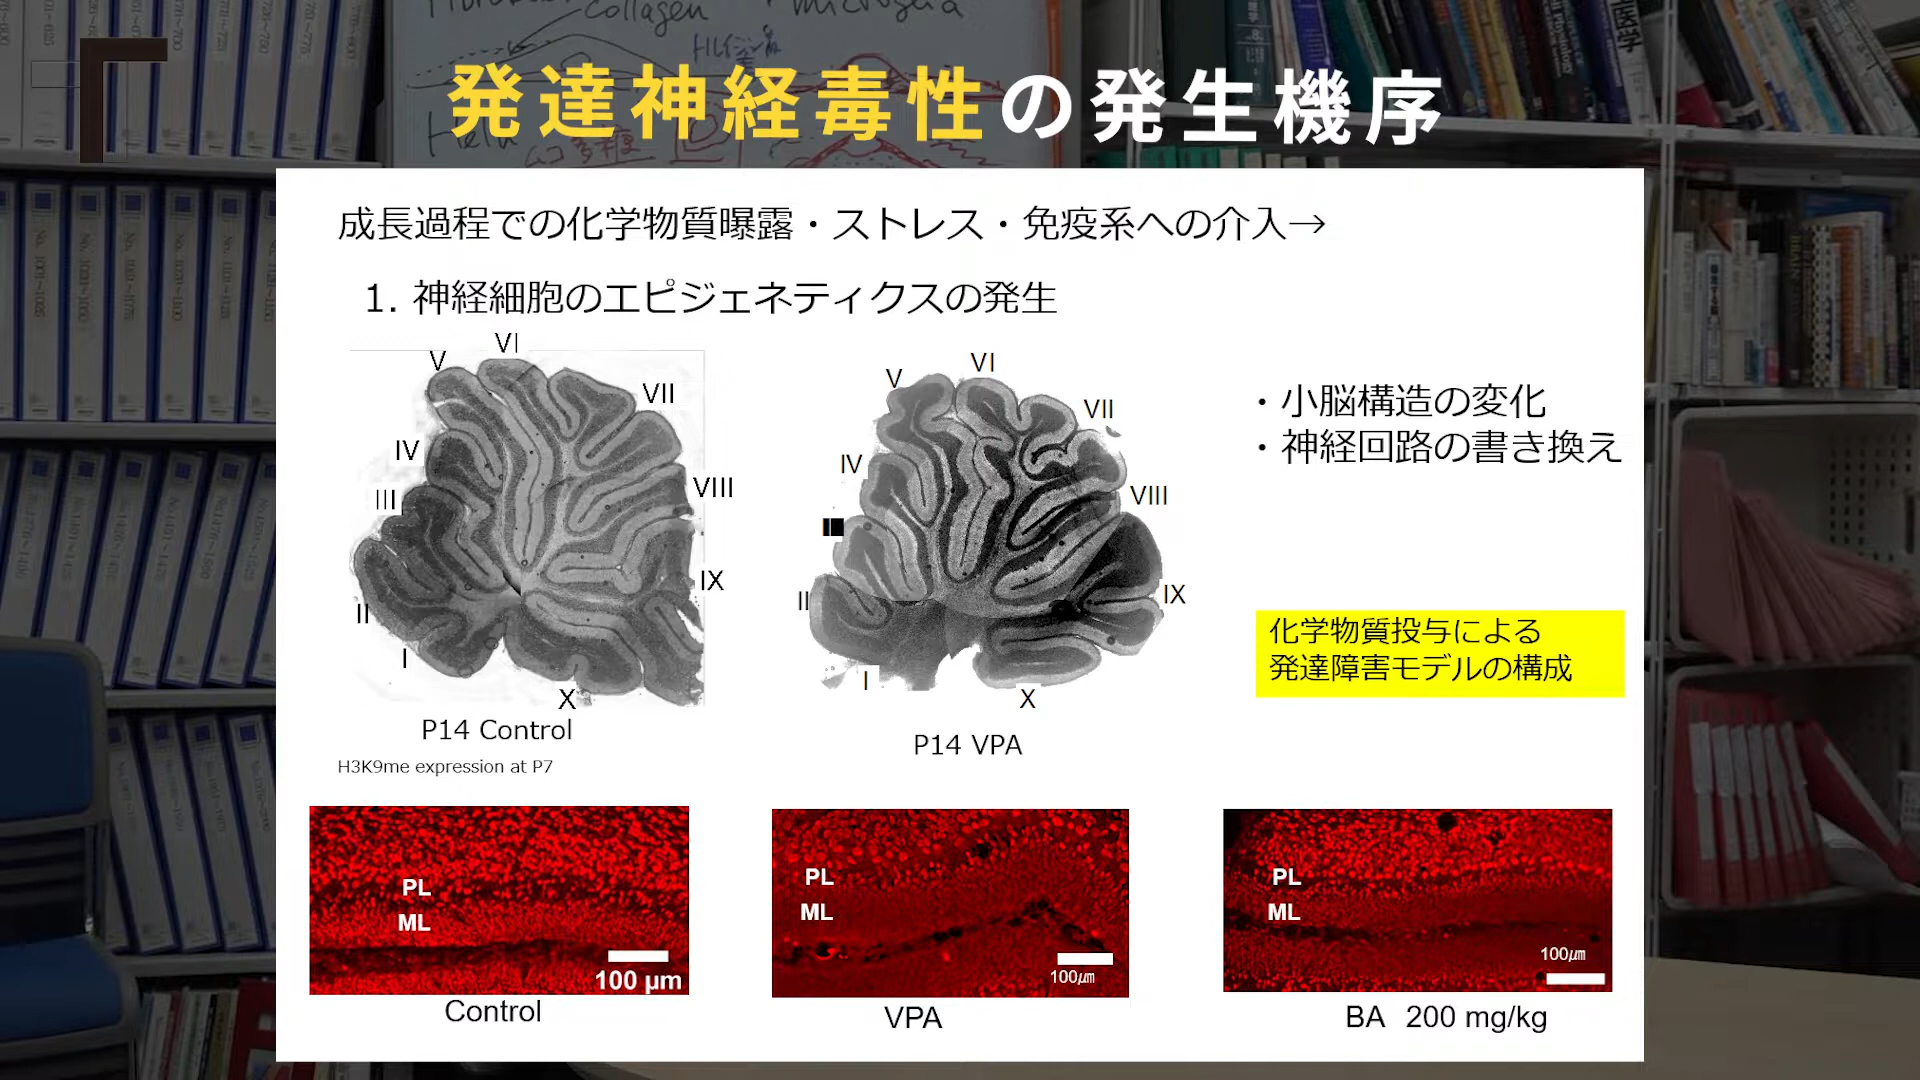 collagen
microglia
発達神経毒性の発生機序
成長過程での化学物質曝露・ストレス・免疫系への介入→
1. 神経細胞のエピジェネティクスの発生
VI
V
VII
IV
III
VIII
IX
II
I
X
P14 Control
VI
V
VII
IV
VIII
II
IX
I
X
P14 VPA
・小脳構造の変化
・神経回路の書き換え
化学物質投与による
発達障害モデルの構成
H3K9me expression at P7
PL
ML
100 μm
Control
PL
ML
100㎛
VPA
PL
ML
100㎛
BA 200 mg/kg